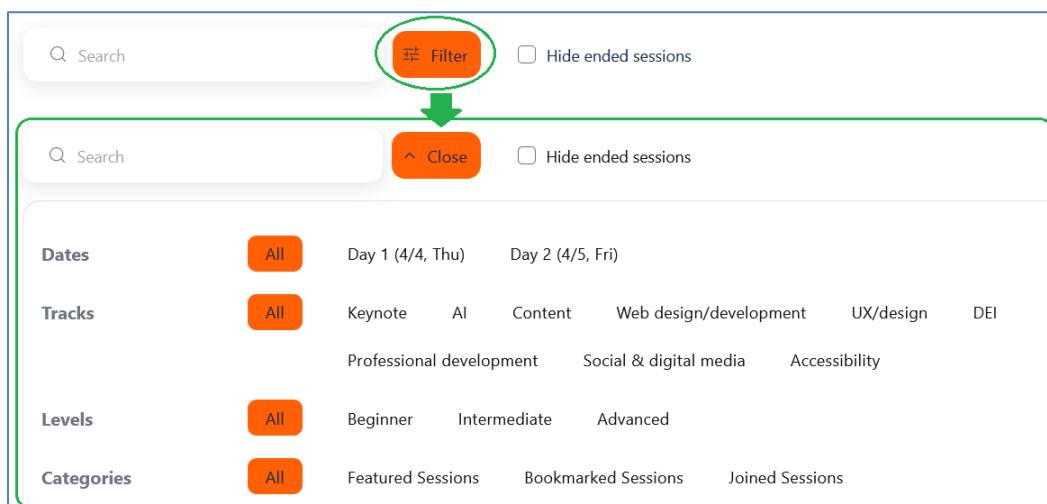 Search Filter Hide ended sessions
Search Close Hide ended sessions
Dates All Day 1 (4/4, Thu) Day 2 (4/5, Fri)
Tracks All Keynote AI Content Web design/development UX/design DEI
Professional development Social & digital media Accessibility
Levels All Beginner Intermediate Advanced
Categories All Featured Sessions Bookmarked Sessions Joined Sessions